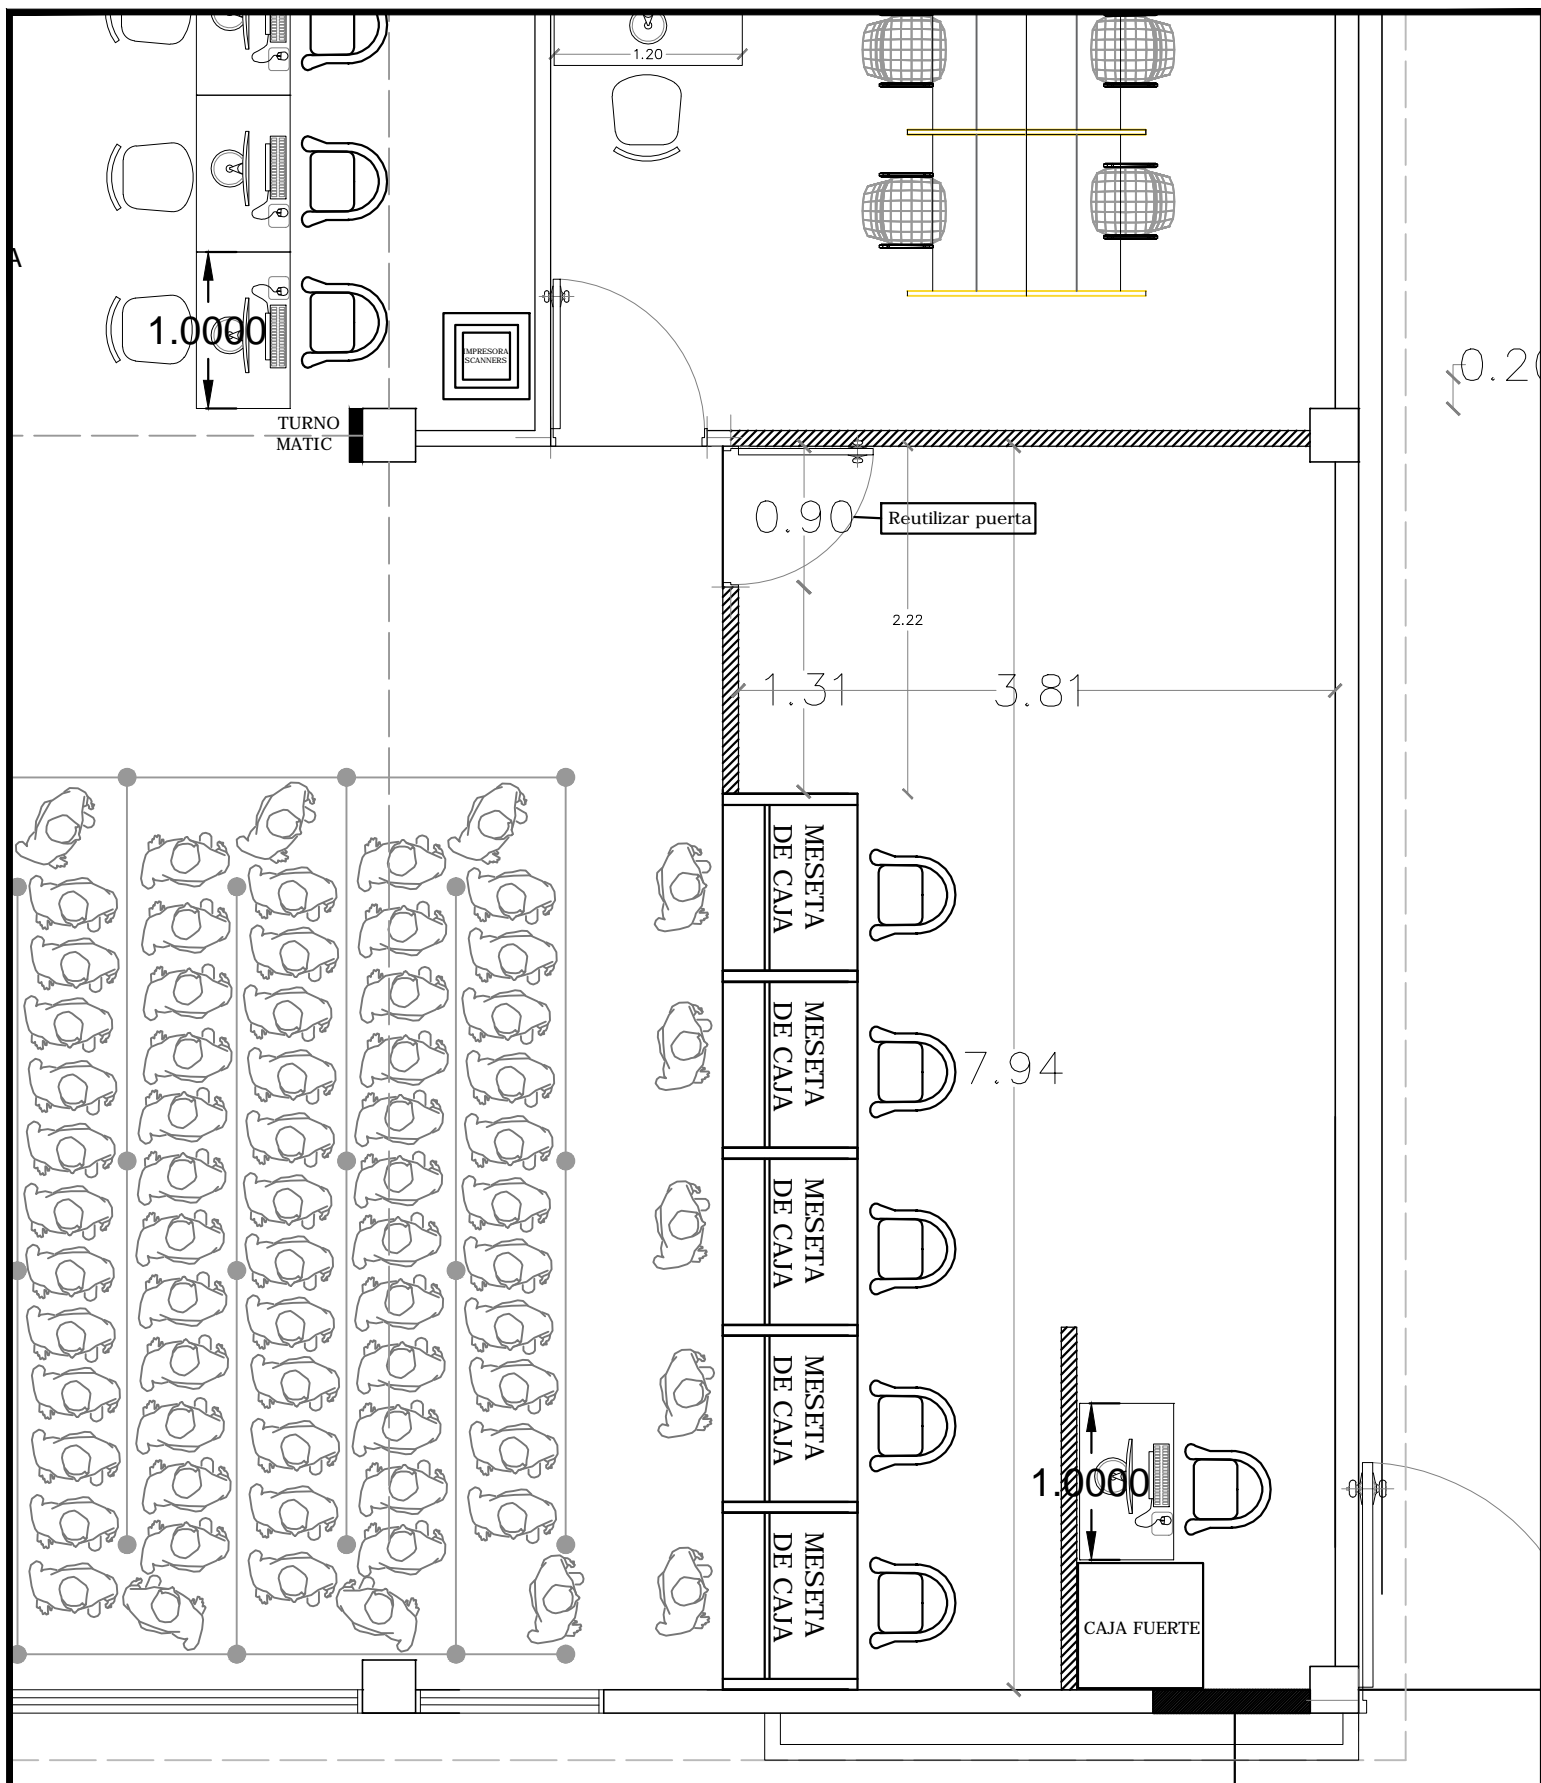 1.20
A
1.0000
IMPRESORA
SCANNERS
0.20
TURNO
MATIC
0.90
Reutilizar puerta
2.22
1.31
3.81
MESETA
DE CAJA
MESETA
DE CAJA
7.94
MESETA
DE CAJA
MESETA
DE CAJA
1.0000
MESETA
DE CAJA
CAJA FUERTE